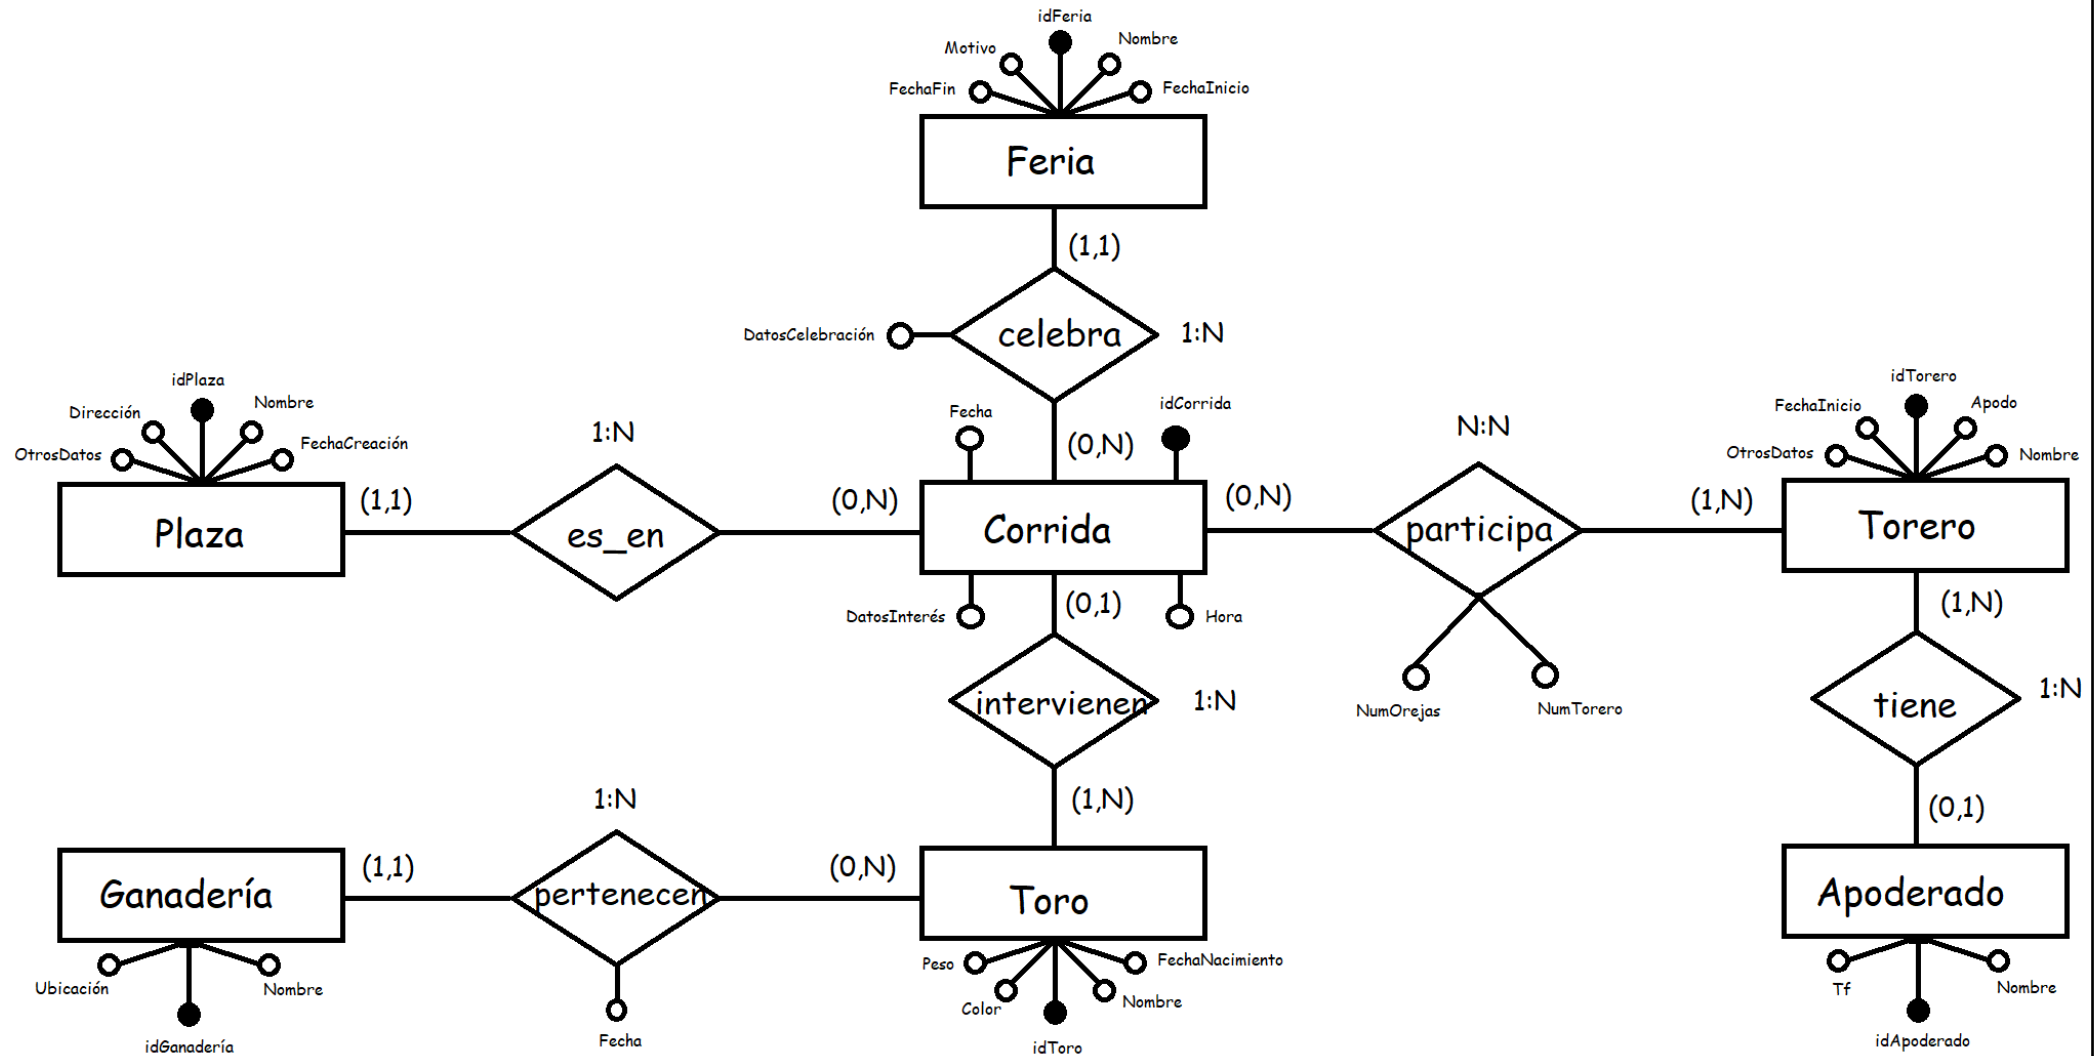 idFeria
Motivo
Nombre
FechaFin
FechaInicio
Feria
(1,1)
DatosCelebración
celebra
1:N
idPlaza
Dirección
Nombre
OtrosDatos
FechaCreación
1:N
Fecha
idCorrida
(0,N)
N:N
idTorero
FechaInicio
Apodo
OtrosDatos
Nombre
Plaza
(1,1)
es_en
(0,N)
Corrida
(0,N)
participa
(1,N)
Torero
DatosInterés
(0,1)
Hora
(1,N)
intervienen
1:N
NumOrejas
NumTorero
tiene
1:N
1:N
(1,N)
(0,1)
Ganadería
(1,1)
pertenecen
(0,N)
Toro
Apoderado
Ubicación
Nombre
idGanadería
Fecha
Peso
FechaNacimiento
Color
Nombre
idToro
Tf
Nombre
idApoderado